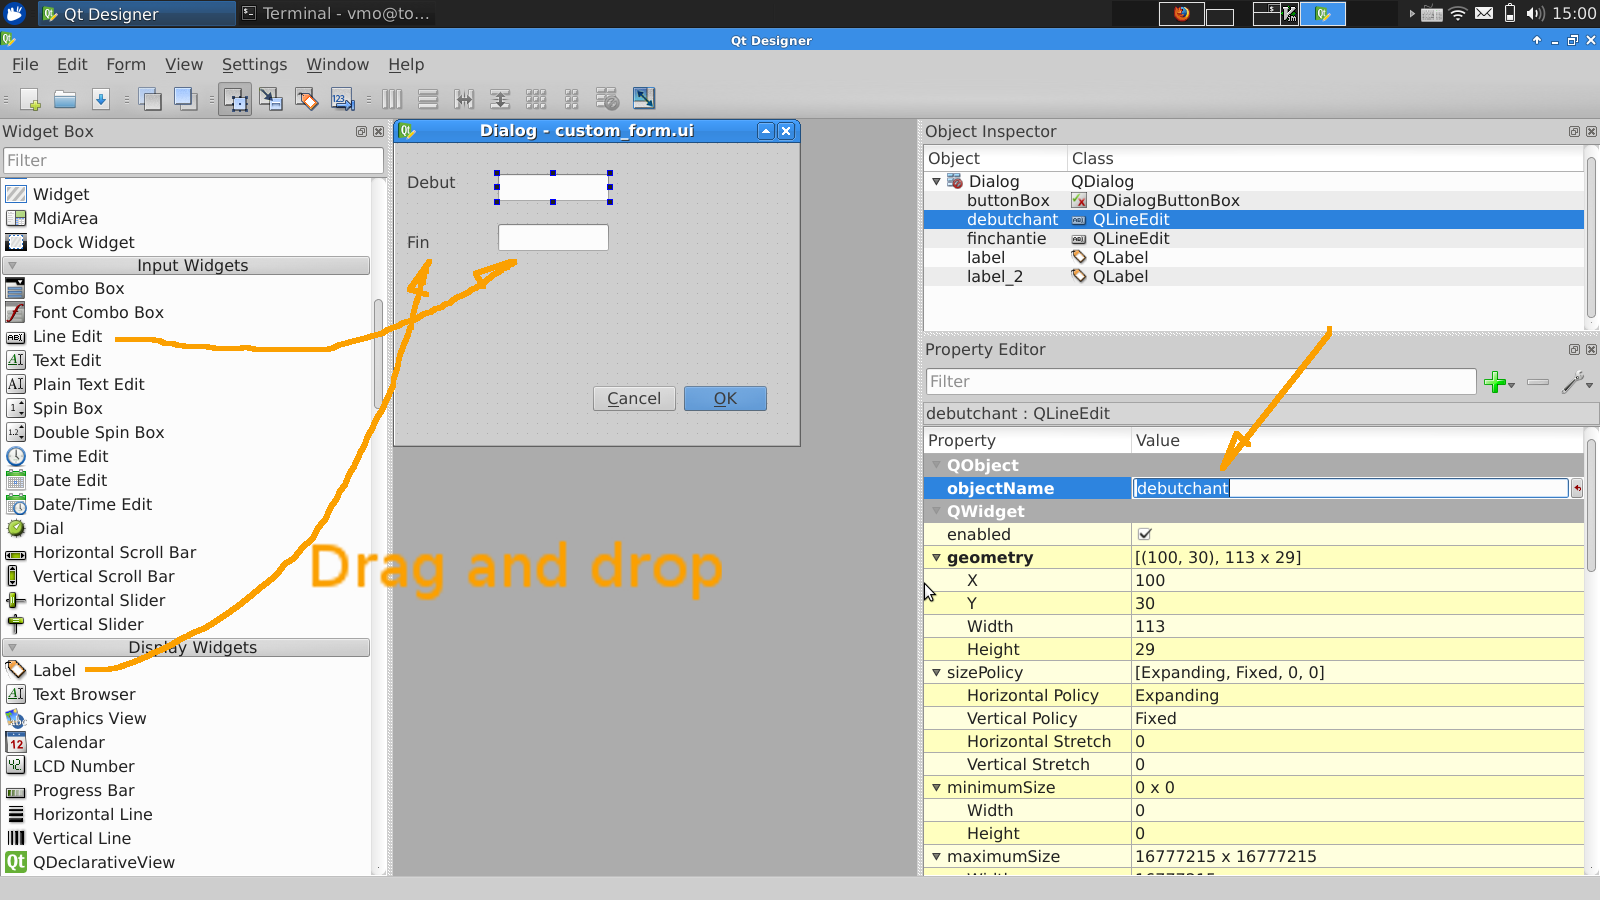 Qt Designer
Terminal - vmo@to...
15:00
Qt Designer
File Edit Form View Settings Window Help
Widget Box
Filter
Widget
MdiArea
Dock Widget
Input Widgets
Combo Box
Font Combo Box
Line Edit
Text Edit
Plain Text Edit
Spin Box
Double Spin Box
Time Edit
Date Edit
Date/Time Edit
Dial
Horizontal Scroll Bar
Vertical Scroll Bar
Horizontal Slider
Vertical Slider
Display Widgets
Label
Text Browser
Graphics View
Calendar
LCD Number
Progress Bar
Horizontal Line
Vertical Line
QDeclarativeView
Dialog - custom_form.ui
Debut
Fin
Cancel OK
Drag and drop
Object Inspector
Object Class
Dialog QDialog
buttonBox QDialogButtonBox
debutchant QLineEdit
finchantie QLineEdit
label QLabel
label_2 QLabel
Property Editor
Filter
debutchant : QLineEdit
Property Value
QObject
objectName debutchant
QWidget
enabled
geometry [(100, 30), 113 x 29]
X 100
Y 30
Width 113
Height 29
sizePolicy [Expanding, Fixed, 0, 0]
Horizontal Policy Expanding
Vertical Policy Fixed
Horizontal Stretch 0
Vertical Stretch 0
minimumSize 0 x 0
Width 0
Height 0
maximumSize 16777215 x 16777215